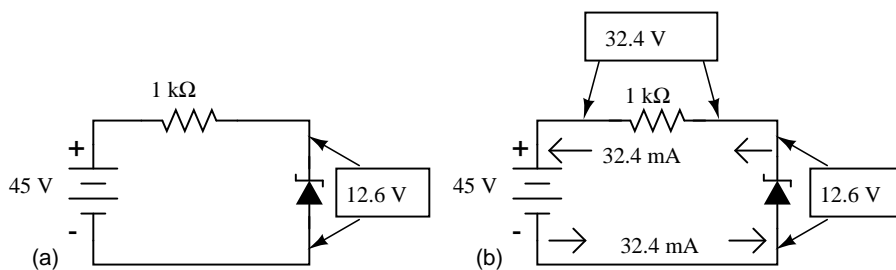 1 kΩ
+
45 V
-
12.6 V
(a)
32.4 V
1 kΩ
+
32.4 mA
45 V
12.6 V
-
32.4 mA
(b)